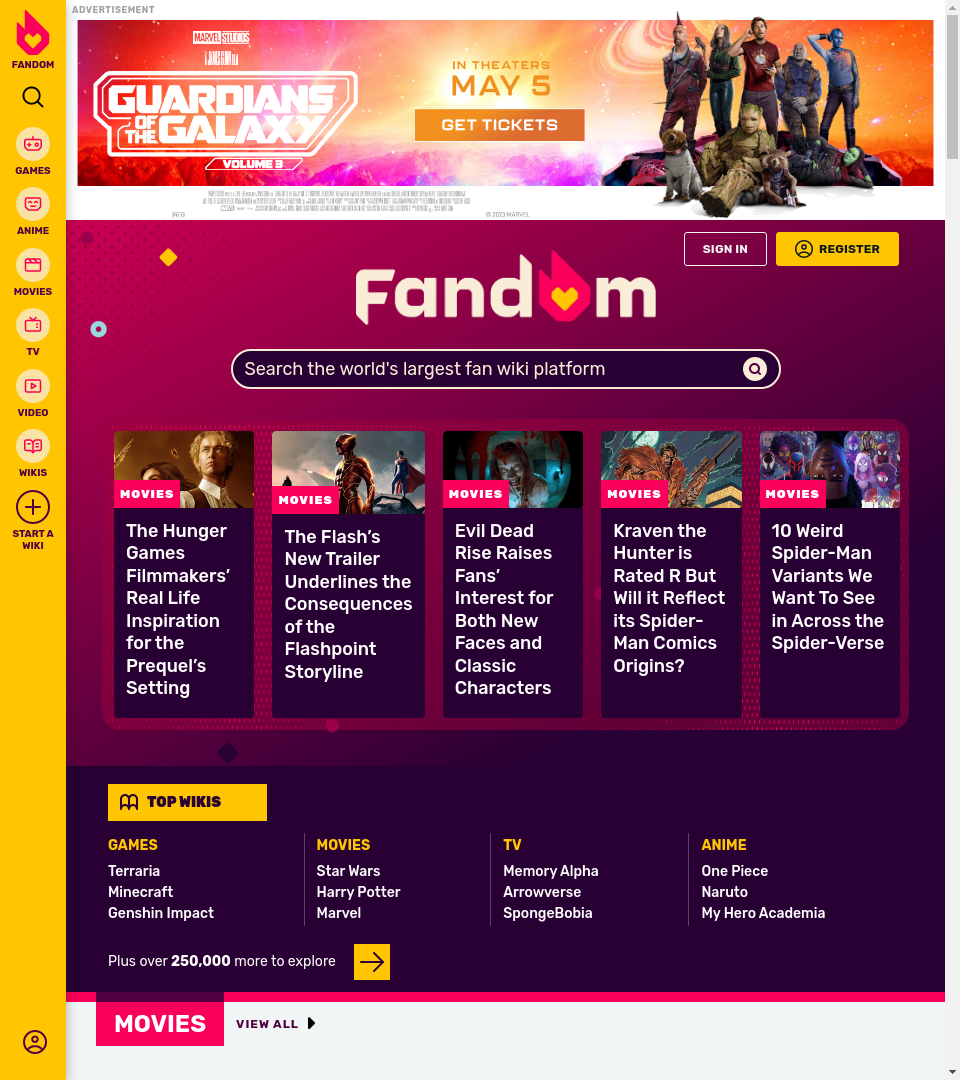 ADVERTISEMENT
FANDOM
GAMES
ANIME
MOVIES
TV
VIDEO
WIKIS
START A
WIKI
MARVEL STUDIOS
GUARDIANS
OF THE
GALAXY
VOLUME 3
IN THEATERS
MAY 5
GET TICKETS
© 2023 MARVEL
SIGN IN
REGISTER
Fandom
Search the world's largest fan wiki platform
MOVIES
The Hunger
Games
Filmmakers’
Real Life
Inspiration
for the
Prequel’s
Setting
MOVIES
The Flash’s
New Trailer
Underlines the
Consequences
of the
Flashpoint
Storyline
MOVIES
Evil Dead
Rise Raises
Fans’
Interest for
Both New
Faces and
Classic
Characters
MOVIES
Kraven the
Hunter is
Rated R But
Will it Reflect
its Spider-
Man Comics
Origins?
MOVIES
10 Weird
Spider-Man
Variants We
Want To See
in Across the
Spider-Verse
TOP WIKIS
GAMES
Terraria
Minecraft
Genshin Impact
MOVIES
Star Wars
Harry Potter
Marvel
TV
Memory Alpha
Arrowverse
SpongeBobia
ANIME
One Piece
Naruto
My Hero Academia
Plus over 250,000 more to explore
MOVIES
VIEW ALL